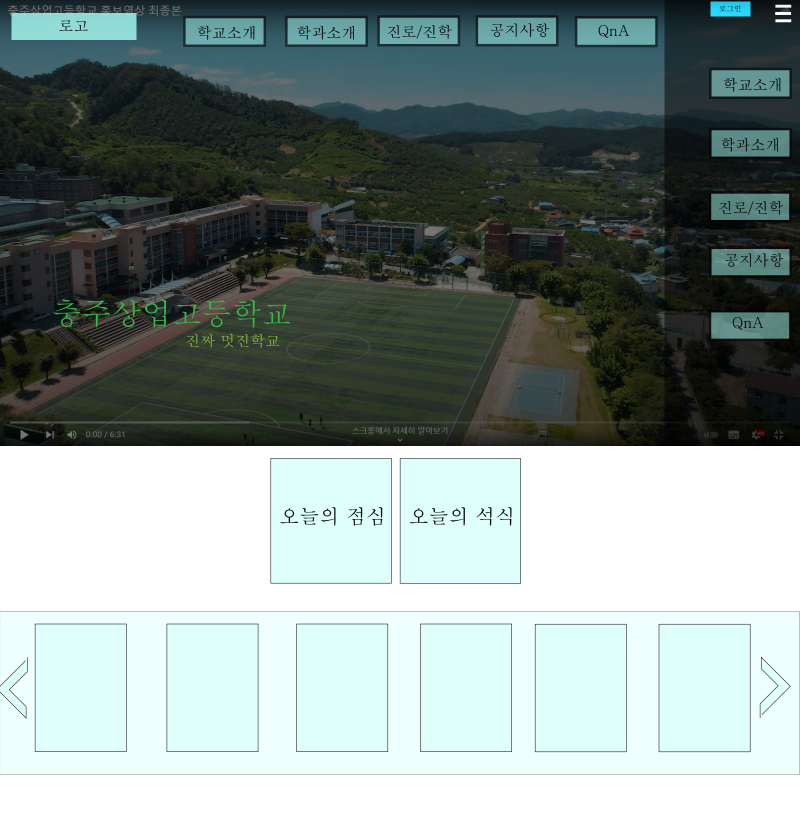 충주상업고등학교 홍보영상 최종본
로고
학교소개
학과소개
진로/진학
공지사항
QnA
로그인
학교소개
학과소개
진로/진학
공지사항
QnA
충주상업고등학교
진짜 멋진학교
스크롤해서 자세히 알아보기
0:00 / 6:31
오늘의 점심
오늘의 석식